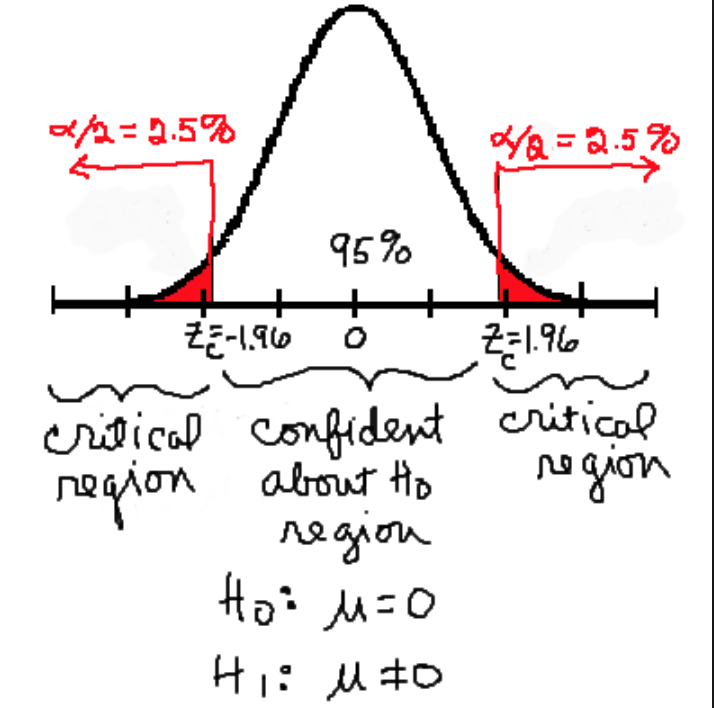 α/2 = 2.5%
α/2 = 2.5%
95%
Zc=-1.96
0
Zc=1.96
critical
region
confident
about H0
region
critical
region
H0: μ=0
H1: μ≠0